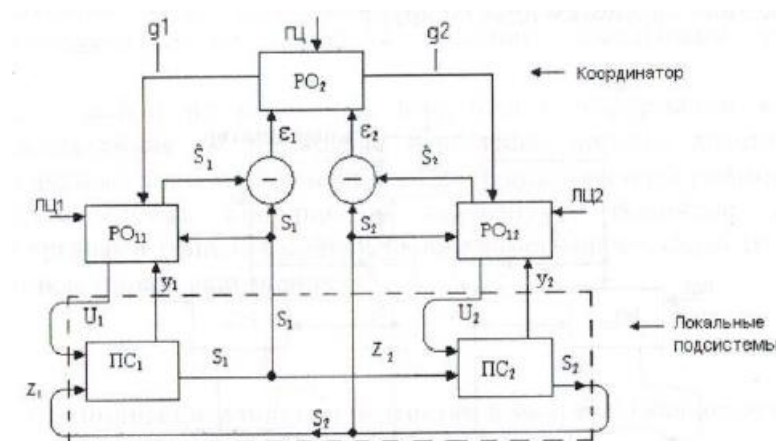 g1
ГЦ
g2
РО₂
Координатор
ε₁
ε₂
Ŝ₁
Ŝ₂
−
−
ЛЦ1
S₁
S₂
ЛЦ2
РО₁₁
РО₁₂
y₁
y₂
U₁
S₁
U₂
Локальные
подсистемы
ПС₁
S₁
Z₂
ПС₂
S₂
Z₁
S₂